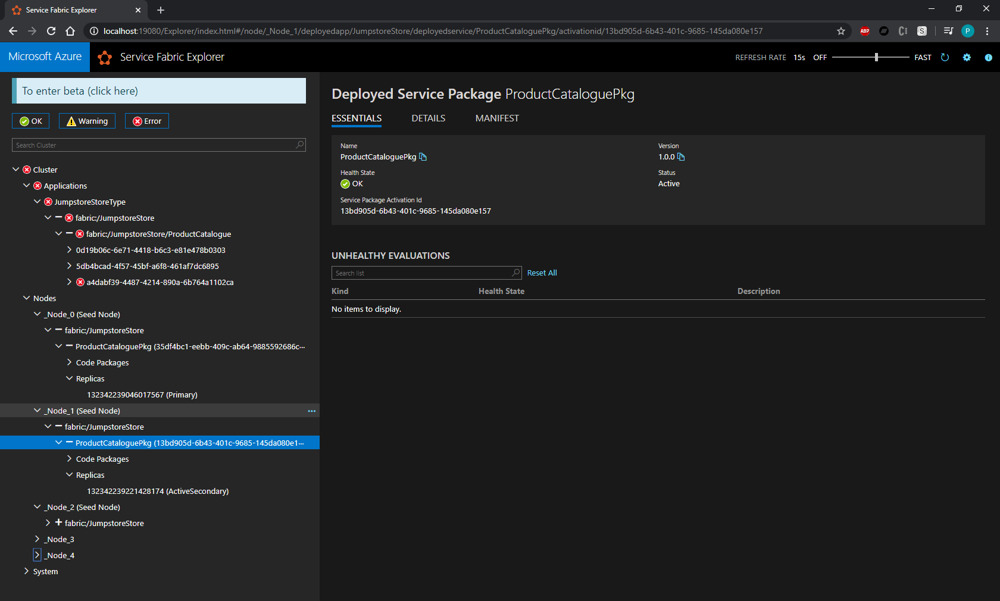 Service Fabric Explorer
localhost:19080/Explorer/index.html#/node/_Node_1/deployedapp/JumpstoreStore/deployedservice/ProductCataloguePkg/activationid/13bd905d-6b43-401c-9685-145da080e157
ABP
S
P
Microsoft Azure
Service Fabric Explorer
REFRESH RATE 15s OFF FAST
To enter beta (click here)
OK
Warning
Error
Search Cluster
Cluster
Applications
JumpstoreStoreType
fabric:/JumpstoreStore
fabric:/JumpstoreStore/ProductCatalogue
0d19b06c-6e71-4418-b6c3-e81e478b0303
5db4bcad-4f57-45bf-a6f8-461af7dc6895
a4dabf39-4487-4214-890a-6b764a1102ca
Nodes
_Node_0 (Seed Node)
fabric:/JumpstoreStore
ProductCataloguePkg (35df4bc1-eebb-409c-ab64-9885592686c...
Code Packages
Replicas
132342239046017567 (Primary)
_Node_1 (Seed Node)
fabric:/JumpstoreStore
ProductCataloguePkg (13bd905d-6b43-401c-9685-145da080e1...
Code Packages
Replicas
132342239221428174 (ActiveSecondary)
_Node_2 (Seed Node)
fabric:/JumpstoreStore
_Node_3
_Node_4
System
Deployed Service Package ProductCataloguePkg
ESSENTIALS
DETAILS
MANIFEST
Name
ProductCataloguePkg
Version
1.0.0
Health State
OK
Status
Active
Service Package Activation Id
13bd905d-6b43-401c-9685-145da080e157
UNHEALTHY EVALUATIONS
Search list
Reset All
Kind
Health State
Description
No items to display.